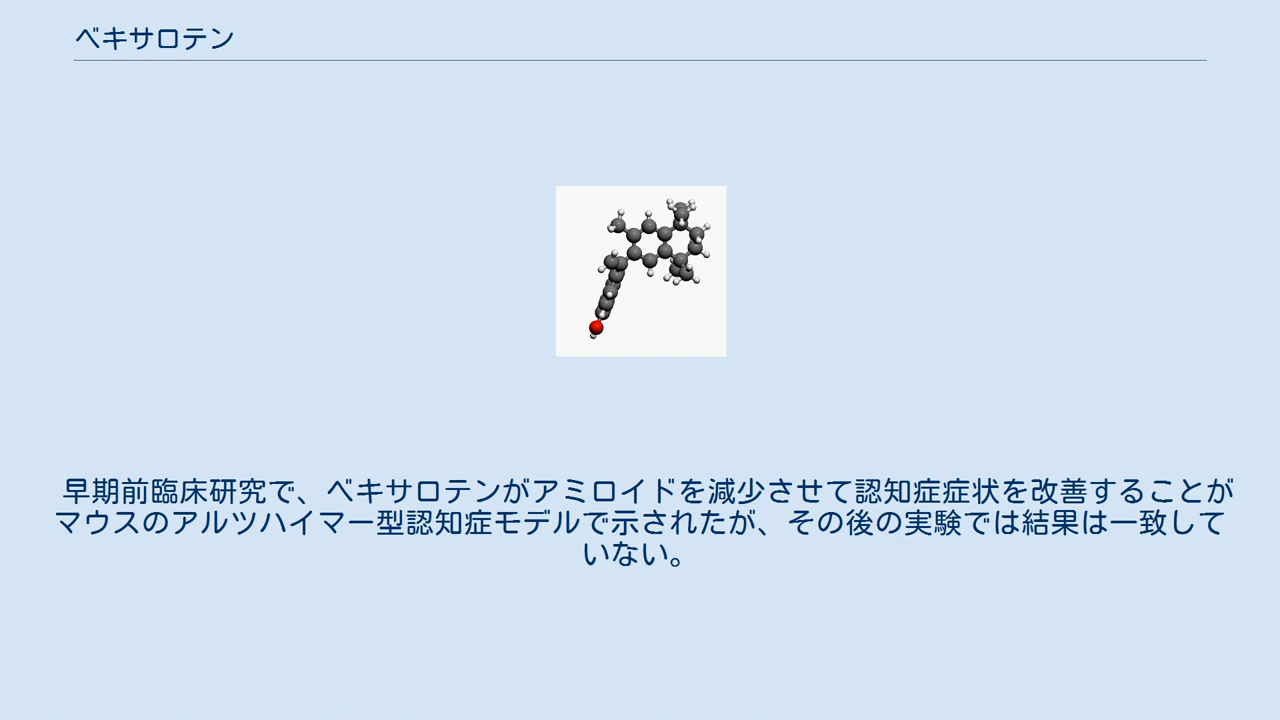 ベキサロテン
早期前臨床研究で、ベキサロテンがアミロイドを減少させて認知症症状を改善することが
マウスのアルツハイマー型認知症モデルで示されたが、その後の実験では結果は一致して
いない。